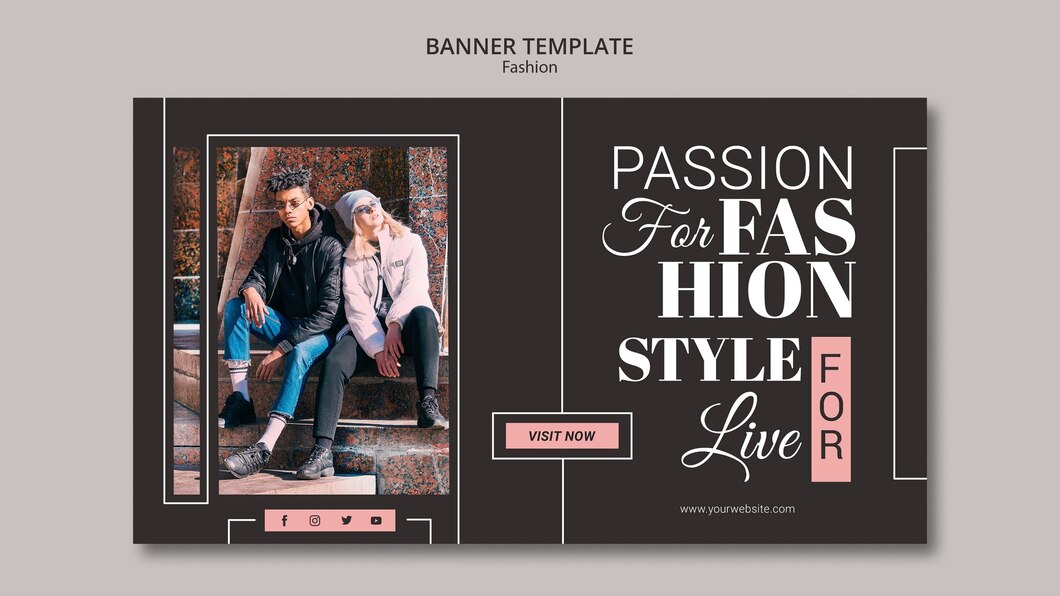 BANNER TEMPLATE
Fashion
PASSION
For FAS
HION
STYLE
FOR
Live
VISIT NOW
www.yourwebsite.com